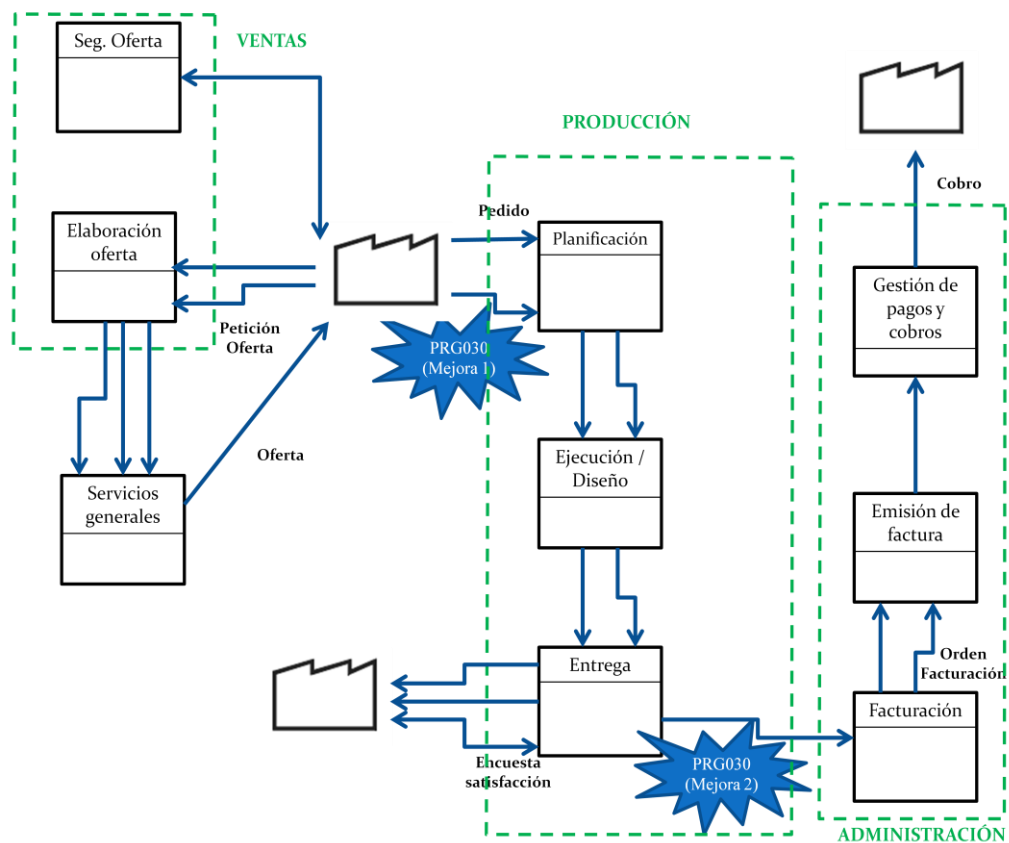 Seg. Oferta
VENTAS
Elaboración
oferta
Petición
Oferta
Oferta
Servicios
generales
PRODUCCIÓN
Pedido
Planificación
PRG030
(Mejora 1)
Ejecución /
Diseño
Entrega
Encuesta
satisfacción
PRG030
(Mejora 2)
Cobro
Gestión de
pagos y
cobros
Emisión de
factura
Orden
Facturación
Facturación
ADMINISTRACIÓN